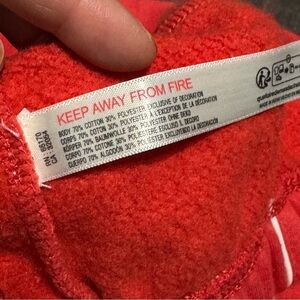 KEEP AWAY FROM FIRE
BODY 70% COTTON 30% POLYESTER EXCLUSIVE OF DECORATION
CORPS 70% COTON 30% POLYESTER À L'EXCEPTION DE LA DÉCORATION
KÖRPER 70% BAUMWOLLE 30% POLYESTER OHNE DEKO
CORPO 70% COTONE 30% POLIESTERE ESCLUSO IL DECORO
CUERPO 70% ALGODÓN 30% POLIÉSTER EXCLUYENDO LA DECORACIÓN